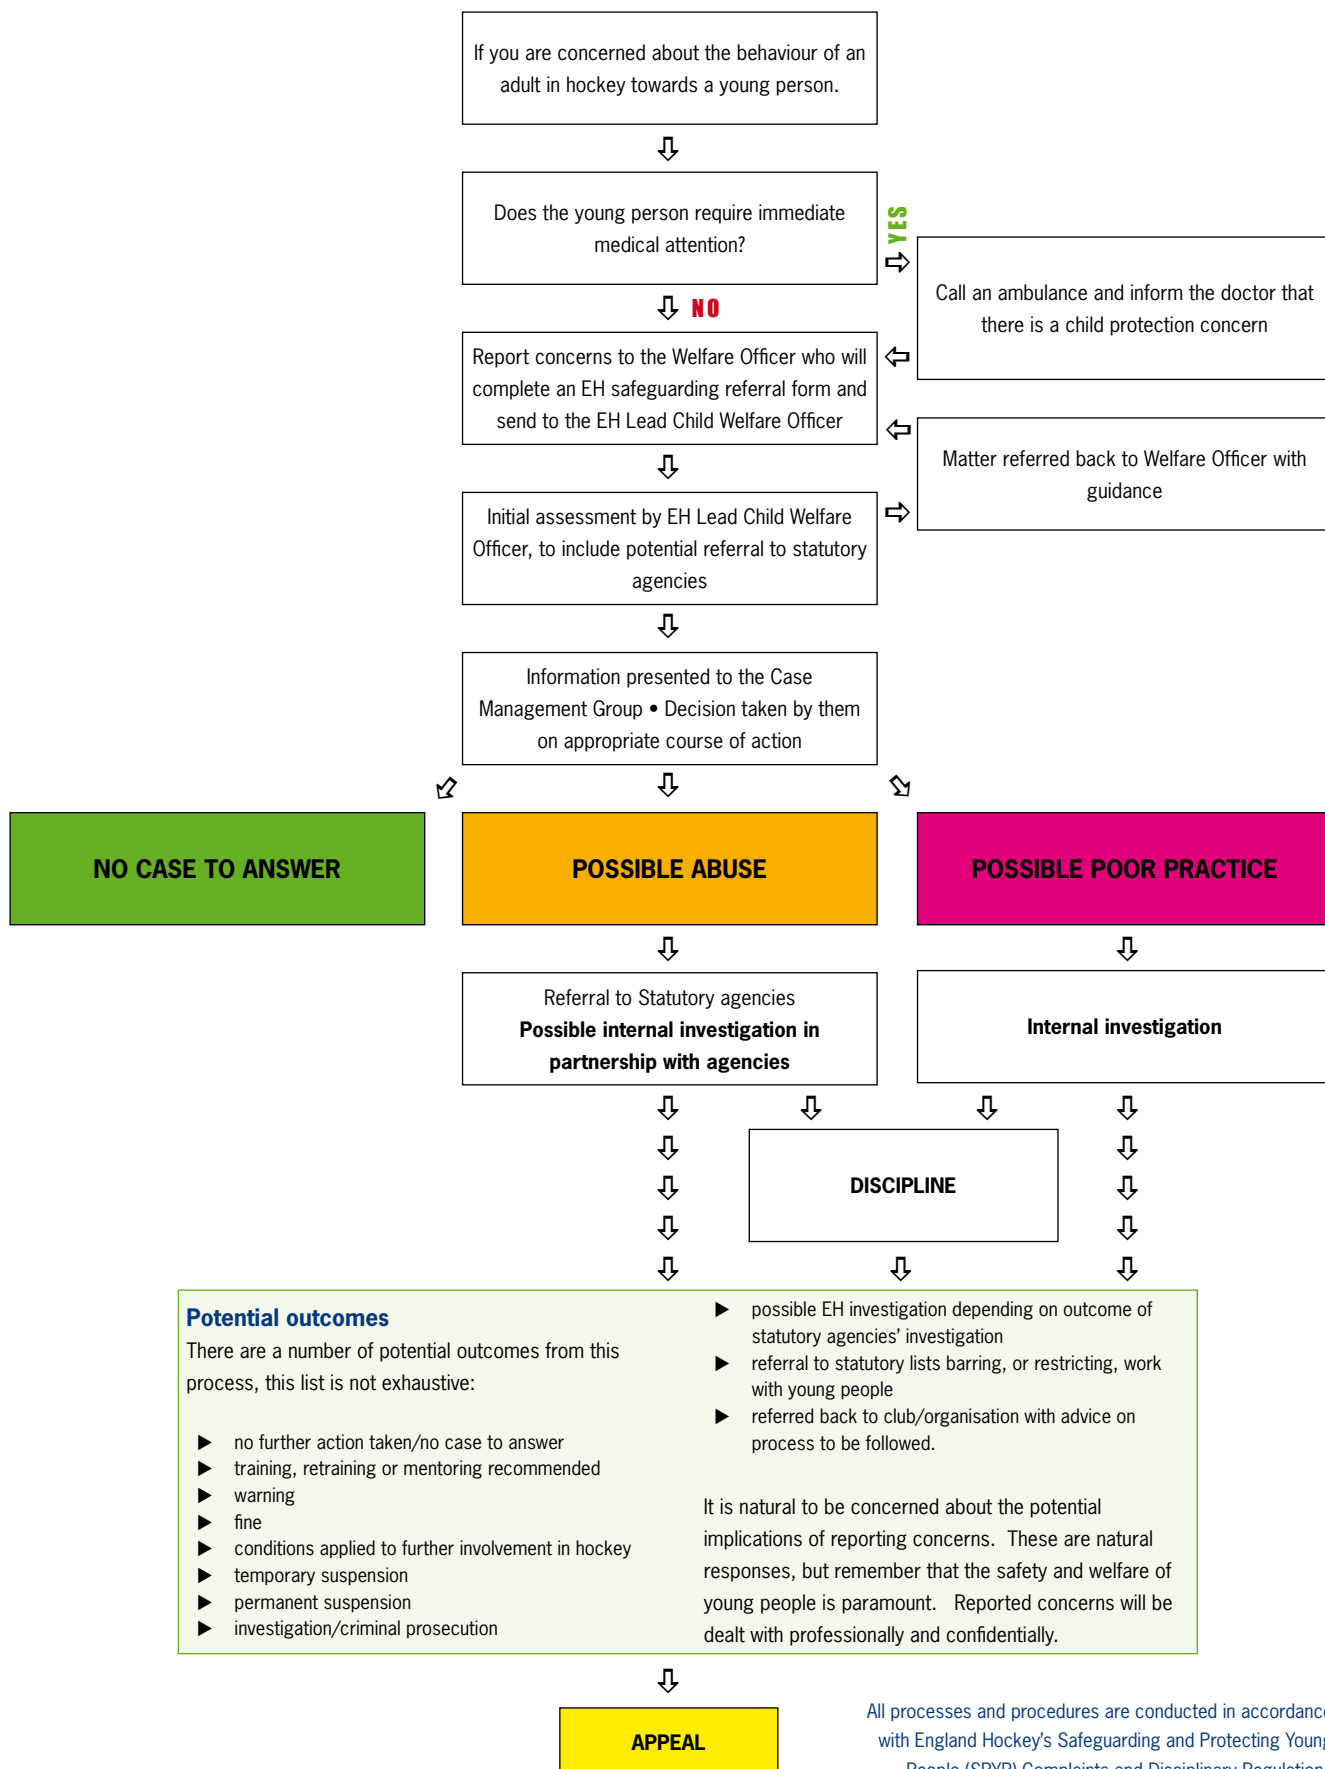 If you are concerned about the behaviour of an
adult in hockey towards a young person.
Does the young person require immediate
medical attention?
YES
Call an ambulance and inform the doctor that
there is a child protection concern
NO
Report concerns to the Welfare Officer who will
complete an EH safeguarding referral form and
send to the EH Lead Child Welfare Officer
Matter referred back to Welfare Officer with
guidance
Initial assessment by EH Lead Child Welfare
Officer, to include potential referral to statutory
agencies
Information presented to the Case
Management Group • Decision taken by them
on appropriate course of action
NO CASE TO ANSWER
POSSIBLE ABUSE
POSSIBLE POOR PRACTICE
Referral to Statutory agencies
Possible internal investigation in
partnership with agencies
Internal investigation
DISCIPLINE
Potential outcomes
There are a number of potential outcomes from this
process, this list is not exhaustive:
▶ no further action taken/no case to answer
▶ training, retraining or mentoring recommended
▶ warning
▶ fine
▶ conditions applied to further involvement in hockey
▶ temporary suspension
▶ permanent suspension
▶ investigation/criminal prosecution
▶ possible EH investigation depending on outcome of
statutory agencies’ investigation
▶ referral to statutory lists barring, or restricting, work
with young people
▶ referred back to club/organisation with advice on
process to be followed.
It is natural to be concerned about the potential
implications of reporting concerns. These are natural
responses, but remember that the safety and welfare of
young people is paramount. Reported concerns will be
dealt with professionally and confidentially.
APPEAL
All processes and procedures are conducted in accordance
with England Hockey’s Safeguarding and Protecting Young
People (SPYP) Complaints and Disciplinary Regulation